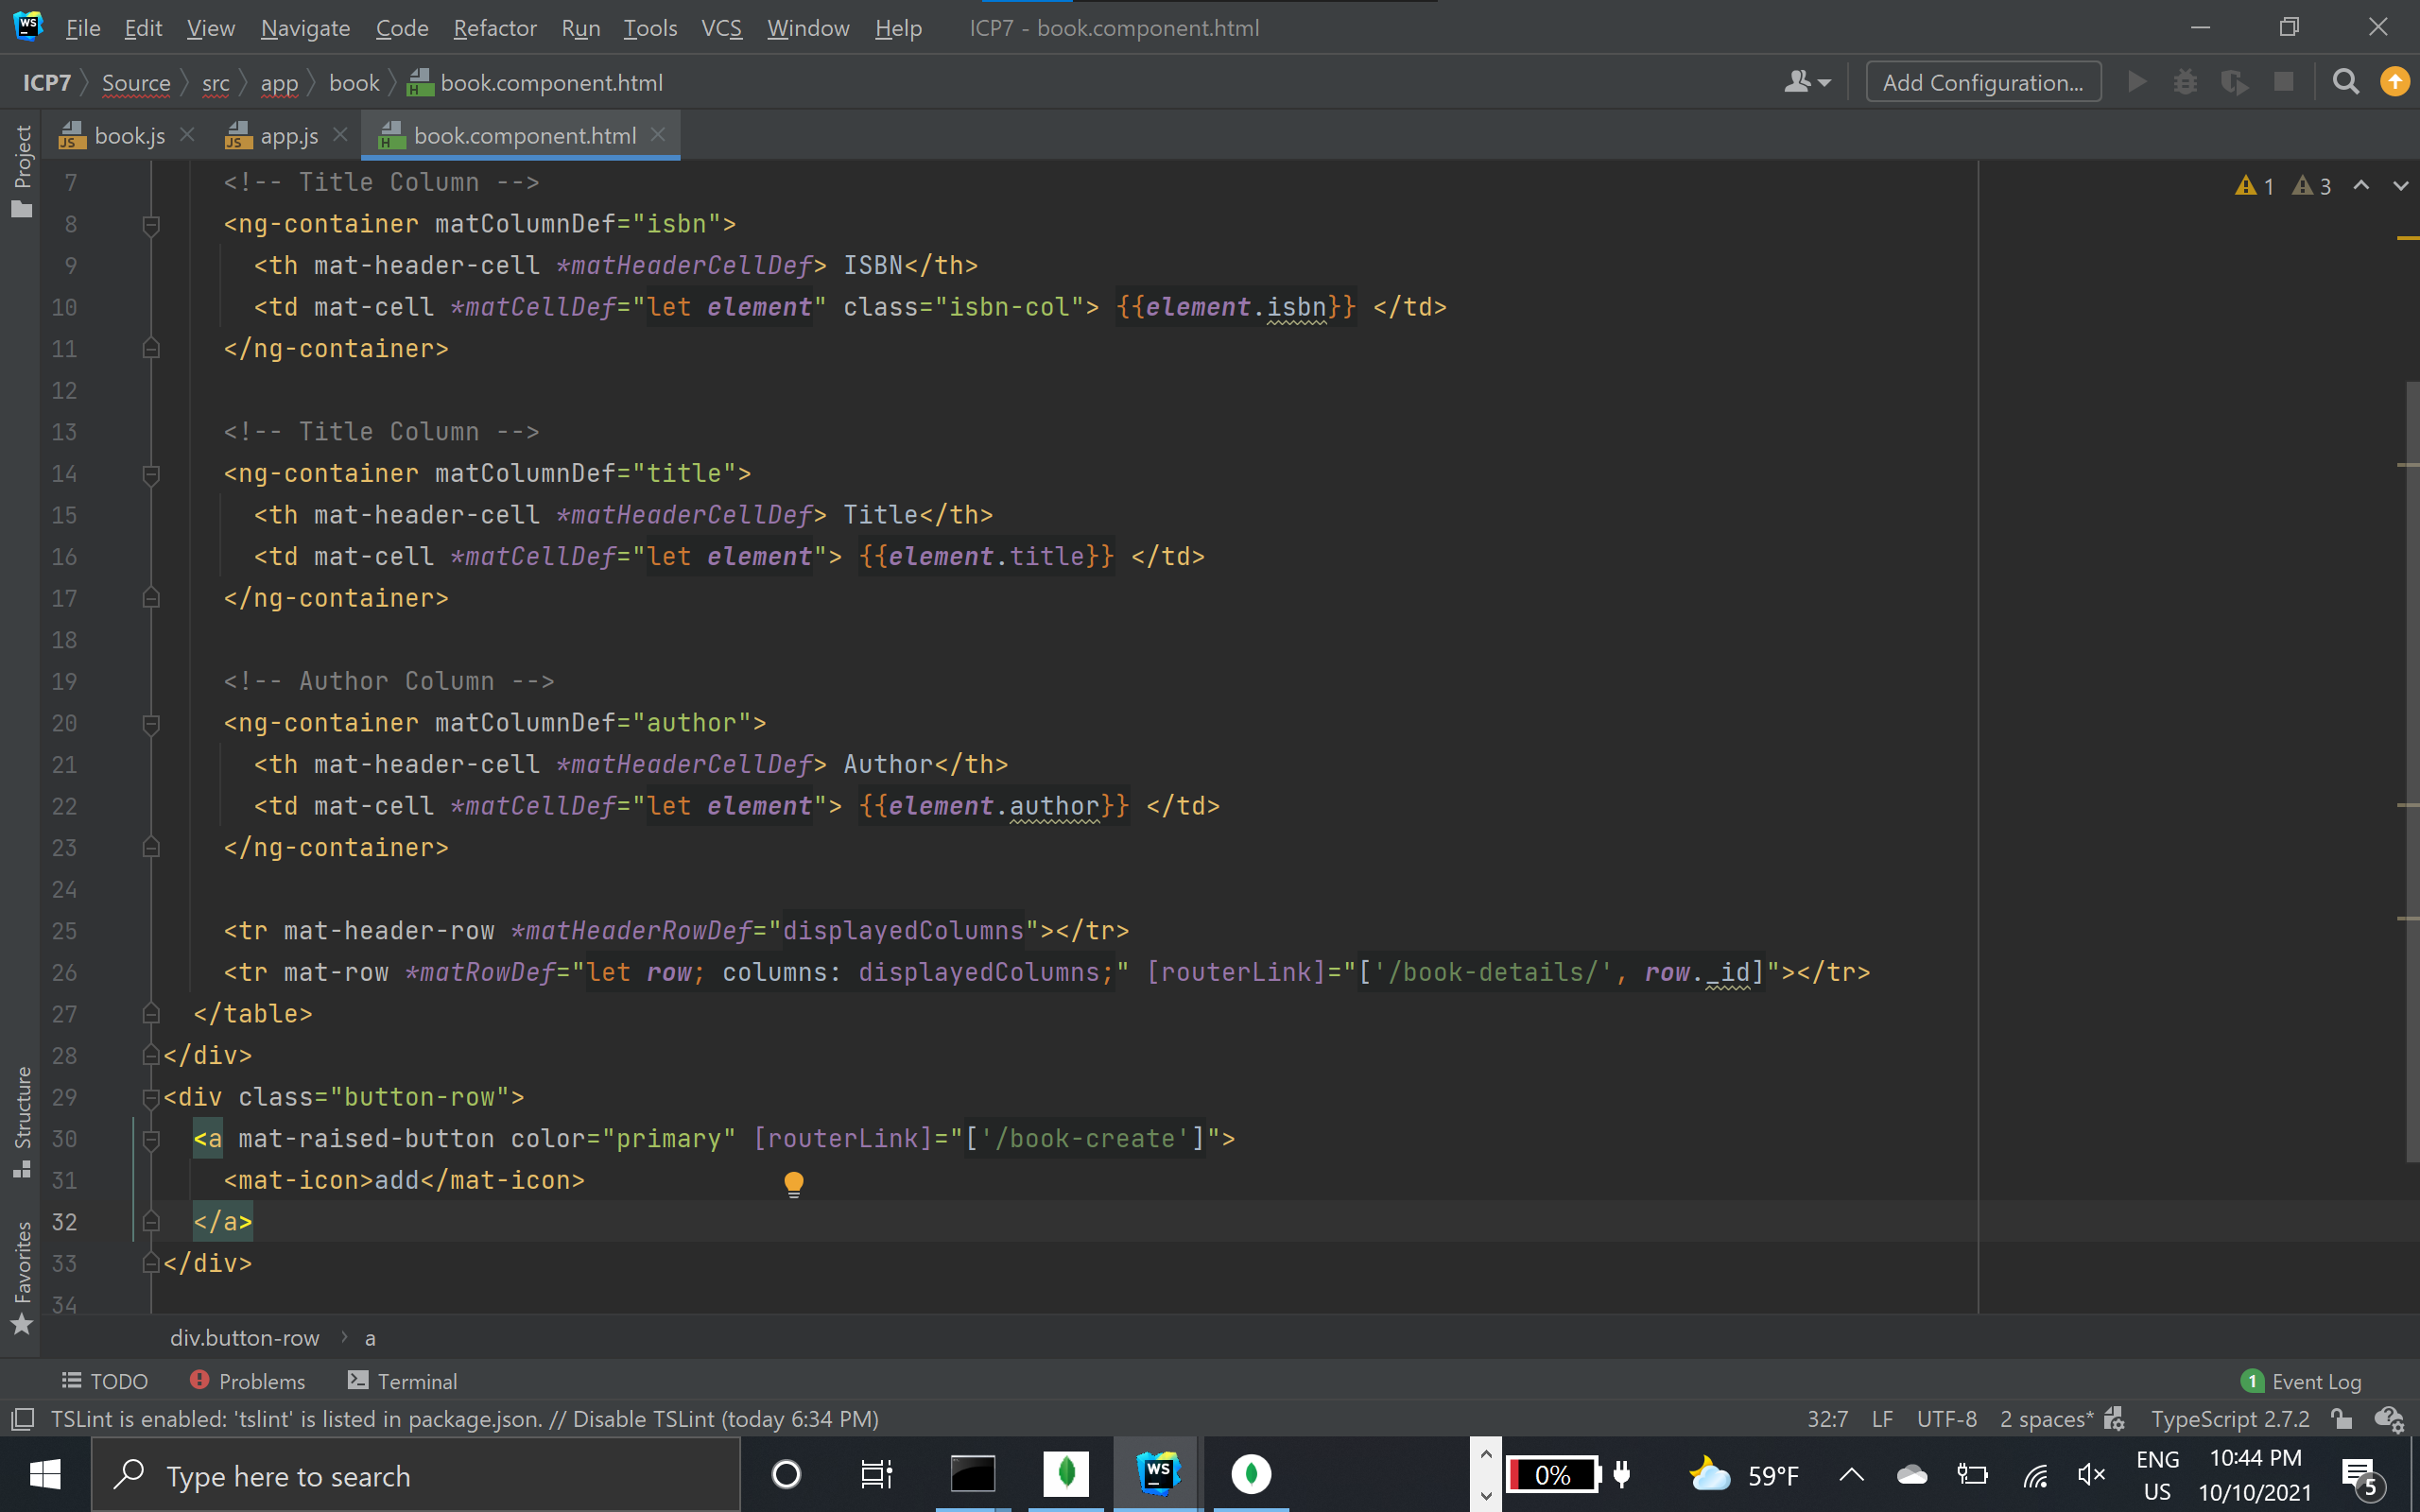 WS File Edit View Navigate Code Refactor Run Tools VCS Window Help ICP7 - book.component.html
ICP7 Source src app book H book.component.html Add Configuration...
JS book.js JS app.js H book.component.html
Project
1 3
7 <!-- Title Column -->
8 <ng-container matColumnDef="isbn">
9 <th mat-header-cell *matHeaderCellDef> ISBN</th>
10 <td mat-cell *matCellDef="let element" class="isbn-col"> {{element.isbn}} </td>
11 </ng-container>
12
13 <!-- Title Column -->
14 <ng-container matColumnDef="title">
15 <th mat-header-cell *matHeaderCellDef> Title</th>
16 <td mat-cell *matCellDef="let element"> {{element.title}} </td>
17 </ng-container>
18
19 <!-- Author Column -->
20 <ng-container matColumnDef="author">
21 <th mat-header-cell *matHeaderCellDef> Author</th>
22 <td mat-cell *matCellDef="let element"> {{element.author}} </td>
23 </ng-container>
24
25 <tr mat-header-row *matHeaderRowDef="displayedColumns"></tr>
26 <tr mat-row *matRowDef="let row; columns: displayedColumns;" [routerLink]="['/book-details/', row._id]"></tr>
27 </table>
28 </div>
29 <div class="button-row">
30 <a mat-raised-button color="primary" [routerLink]="['/book-create']">
31 <mat-icon>add</mat-icon>
32 </a>
33 </div>
34
Structure
Favorites
div.button-row a
TODO Problems Terminal 1 Event Log
TSLint is enabled: 'tslint' is listed in package.json. // Disable TSLint (today 6:34 PM) 32:7 LF UTF-8 2 spaces* TypeScript 2.7.2
Type here to search WS 0% 59°F ENG US 10:44 PM 10/10/2021 5